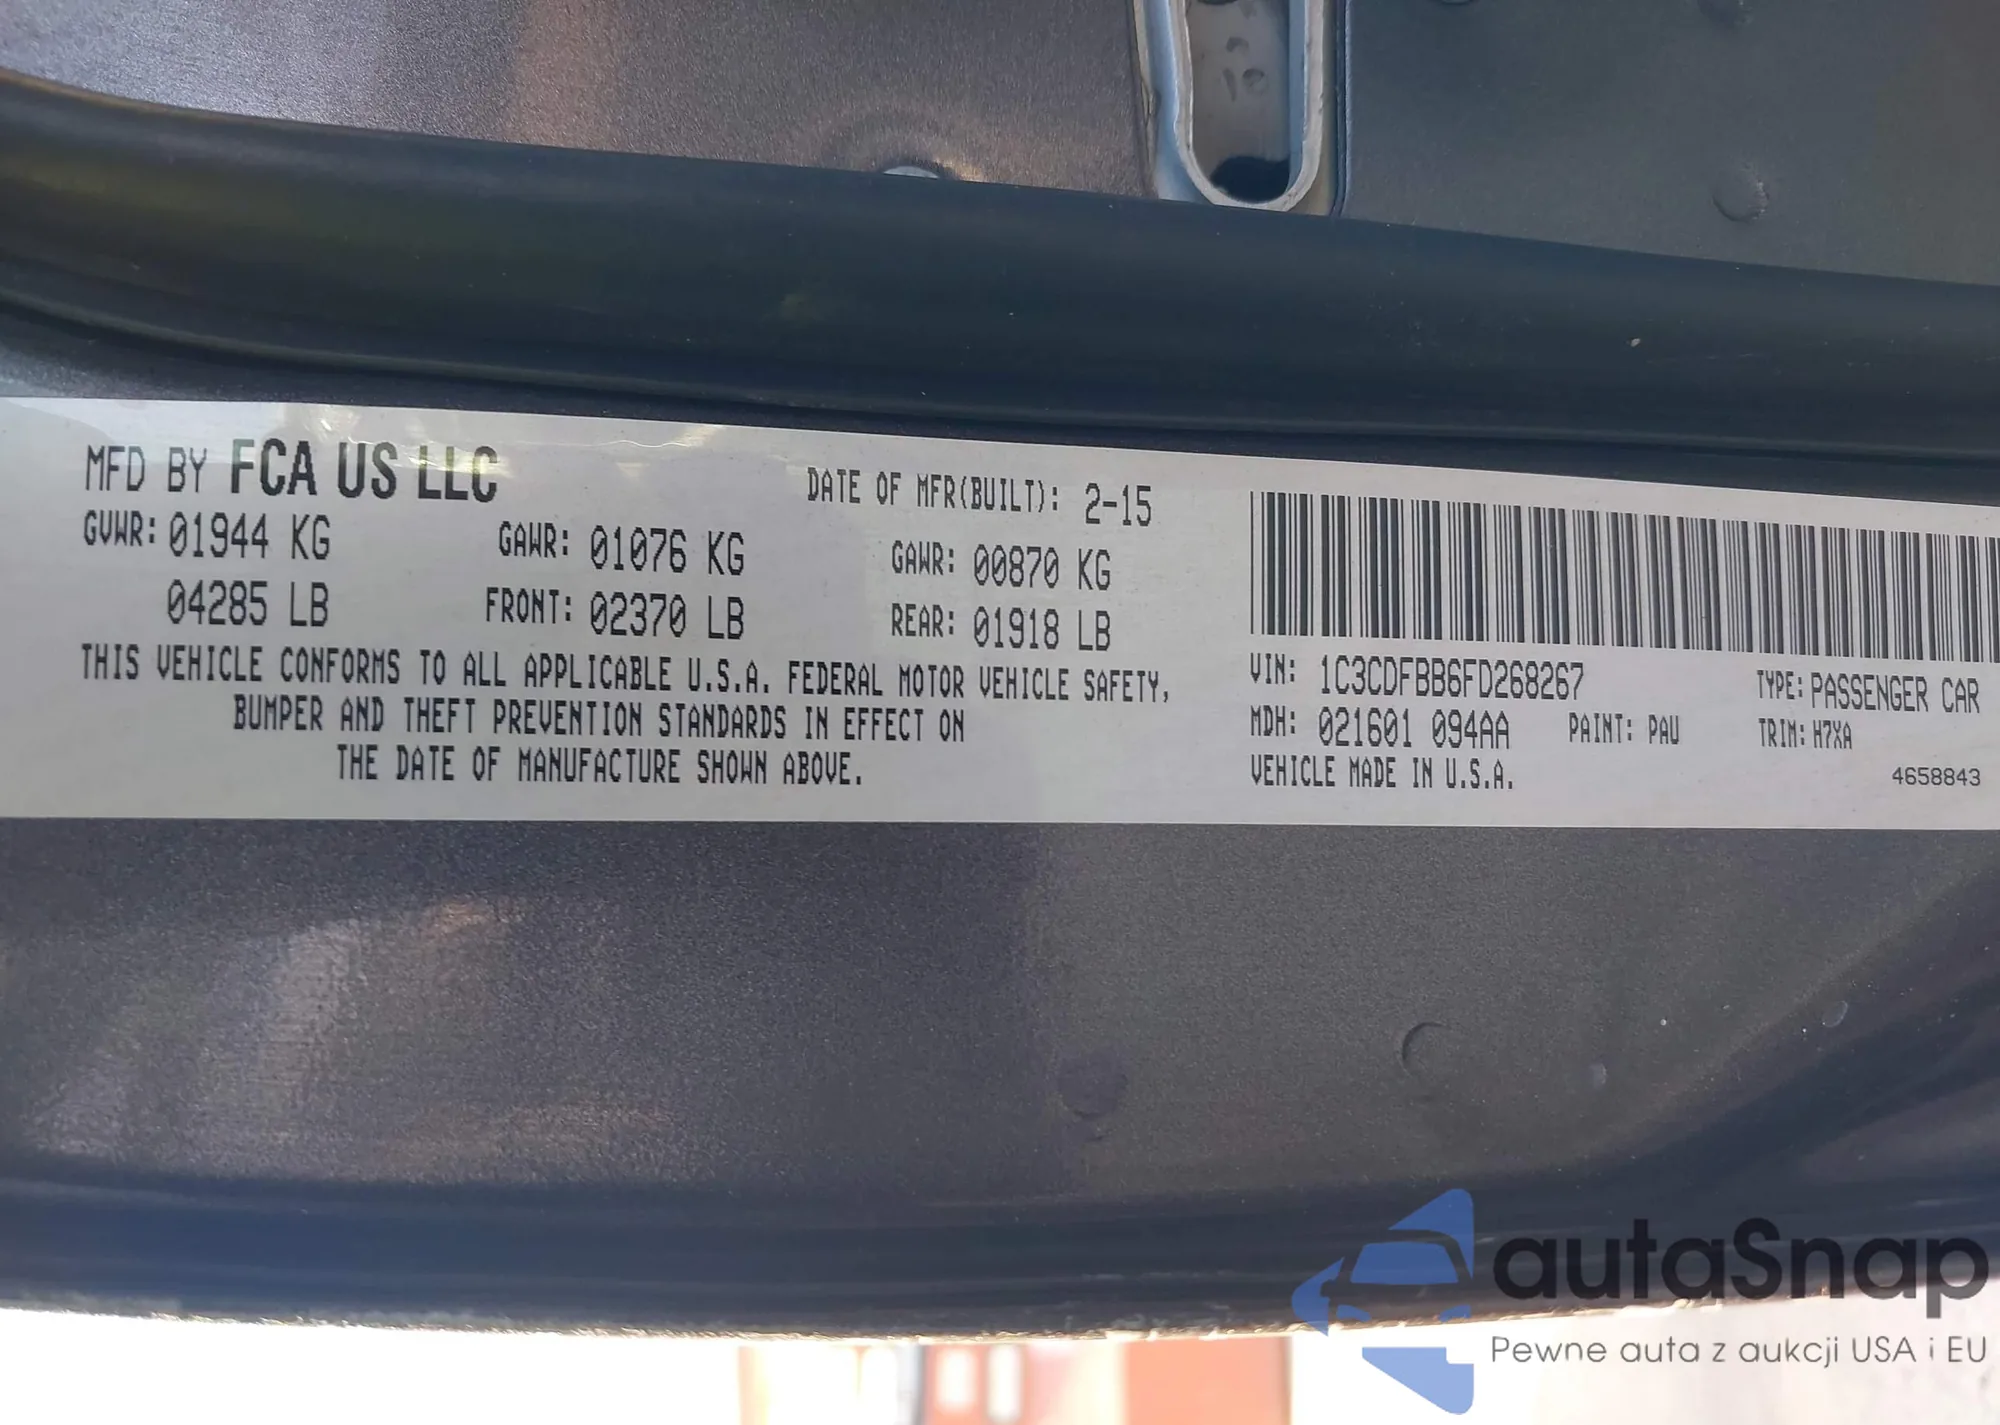 MFD BY FCA US LLC
DATE OF MFR(BUILT): 2-15
GVWR: 01944 KG
GAWR: 01076 KG
GAWR: 00870 KG
04285 LB
FRONT: 02370 LB
REAR: 01918 LB
THIS VEHICLE CONFORMS TO ALL APPLICABLE U.S.A. FEDERAL MOTOR VEHICLE SAFETY,
BUMPER AND THEFT PREVENTION STANDARDS IN EFFECT ON
THE DATE OF MANUFACTURE SHOWN ABOVE.
VIN: 1C3CDFBB6FD268267
TYPE: PASSENGER CAR
MDH: 021601 094AA
PAINT: PAU
TRIM: H7XA
VEHICLE MADE IN U.S.A.
4658843
autaSnap
Pewne auta z aukcji USA i EU